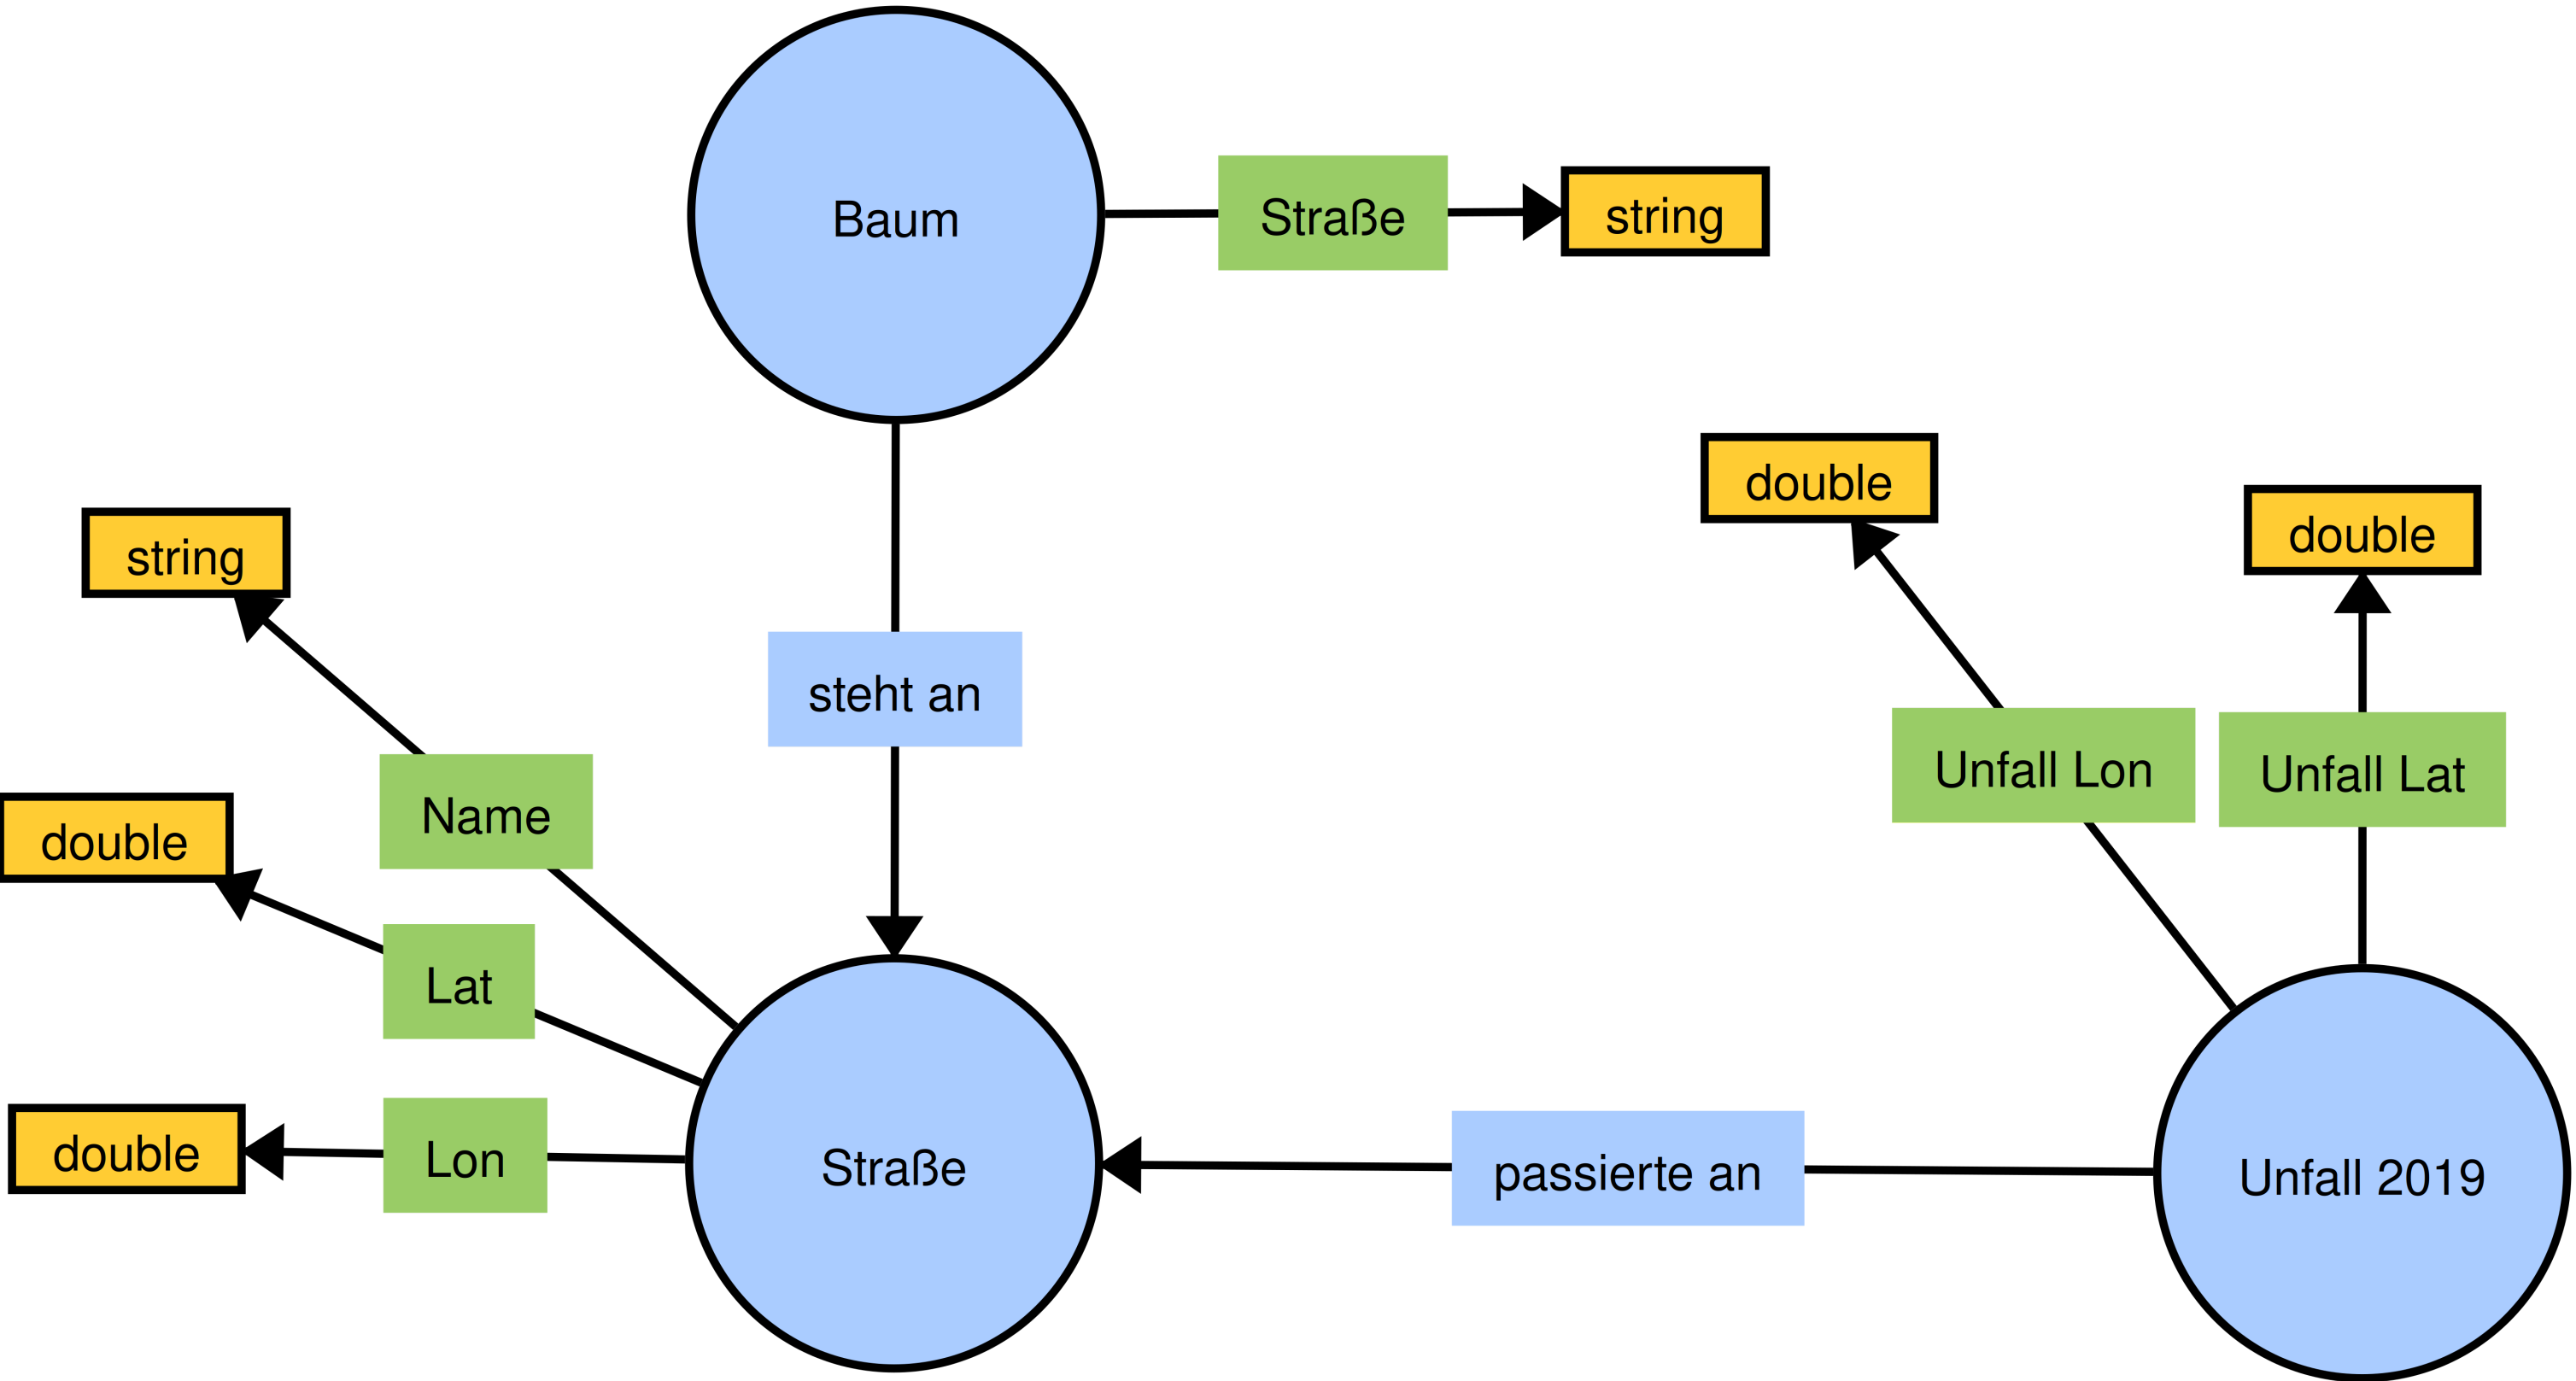 Baum
Straße
string
double
double
string
steht an
Unfall Lon
Unfall Lat
Name
double
Lat
double
Lon
Straße
passierte an
Unfall 2019